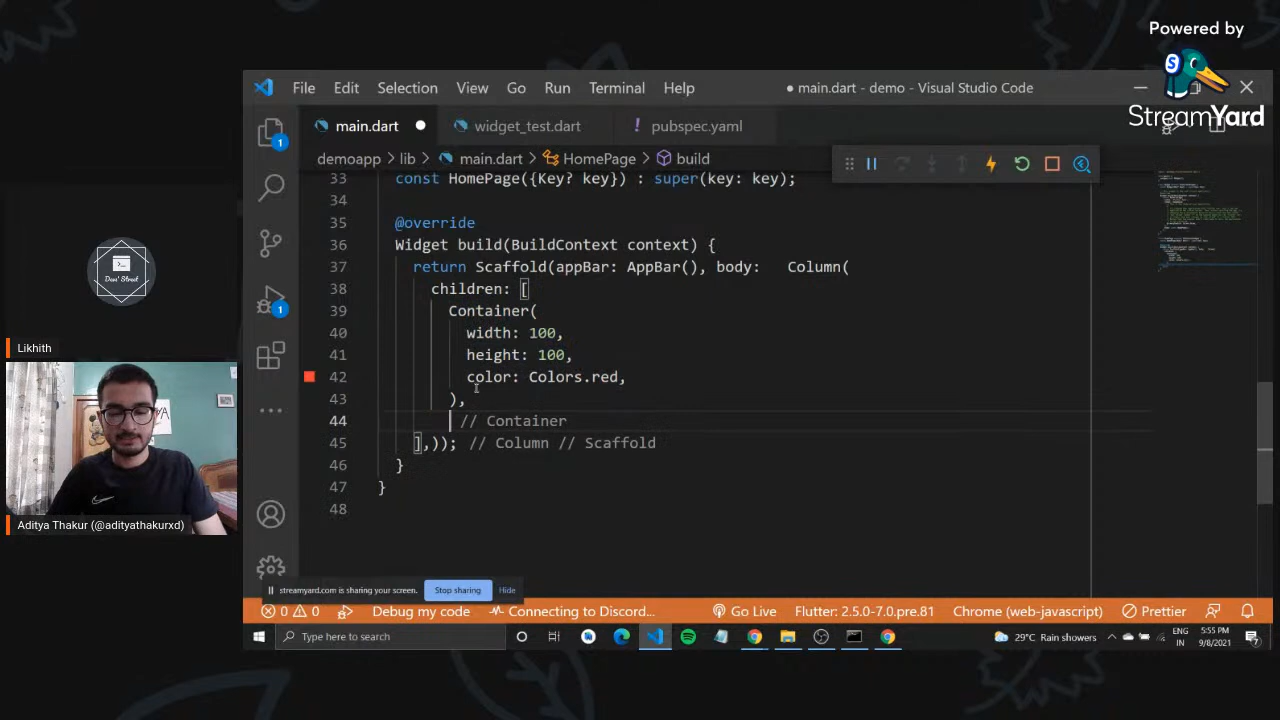 Powered by
StreamYard
File Edit Selection View Go Run Terminal Help
● main.dart - demo - Visual Studio Code
main.dart
widget_test.dart
! pubspec.yaml
demoapp > lib > main.dart > HomePage > build
33 const HomePage({Key? key}) : super(key: key);
34
35 @override
36 Widget build(BuildContext context) {
37 return Scaffold(appBar: AppBar(), body: Column(
38 children: [
39 Container(
40 width: 100,
41 height: 100,
42 color: Colors.red,
43 ),
44 // Container
45 ],)); // Column // Scaffold
46 }
47 }
48
1
1
Dev' Street
Likhith
Aditya Thakur (@adityathakurxd)
streamyard.com is sharing your screen.
Stop sharing
Hide
0 0 Debug my code Connecting to Discord... Go Live Flutter: 2.5.0-7.0.pre.81 Chrome (web-javascript) Prettier
Type here to search
29°C Rain showers
ENG
IN
5:55 PM
9/8/2021
7